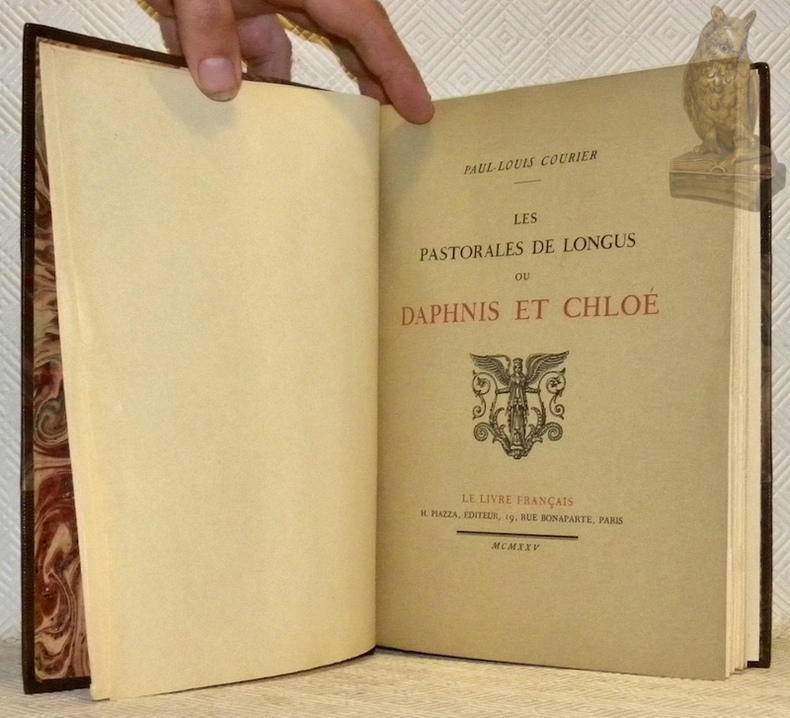 PAUL-LOUIS COURIER
LES
PASTORALES DE LONGUS
OU
DAPHNIS ET CHLOÉ
LE LIVRE FRANÇAIS
H. PIAZZA, ÉDITEUR, 19, RUE BONAPARTE, PARIS
MCMXXV